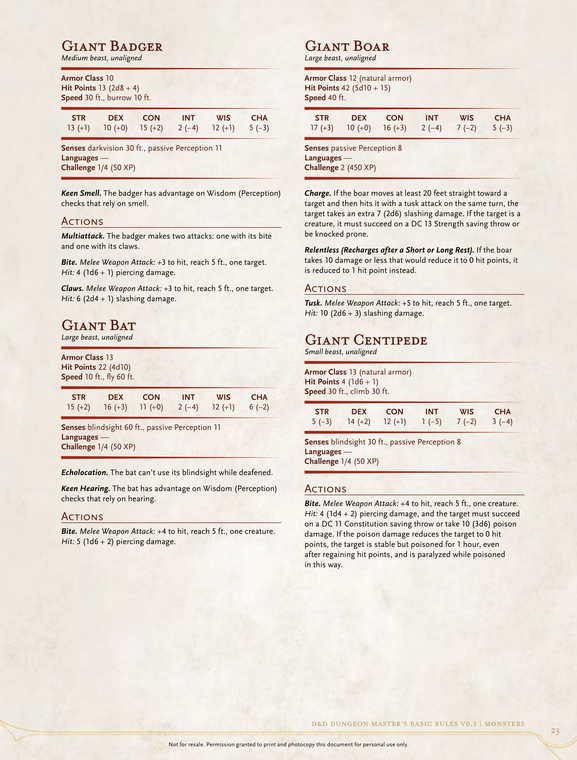 GIANT BADGER
Medium beast, unaligned
Armor Class 10
Hit Points 13 (2d8 + 4)
Speed 30 ft., burrow 10 ft.
STR DEX CON INT WIS CHA
13 (+1) 10 (+0) 15 (+2) 2 (−4) 12 (+1) 5 (−3)
Senses darkvision 30 ft., passive Perception 11
Languages —
Challenge 1/4 (50 XP)
Keen Smell. The badger has advantage on Wisdom (Perception)
checks that rely on smell.
ACTIONS
Multiattack. The badger makes two attacks: one with its bite
and one with its claws.
Bite. Melee Weapon Attack: +3 to hit, reach 5 ft., one target.
Hit: 4 (1d6 + 1) piercing damage.
Claws. Melee Weapon Attack: +3 to hit, reach 5 ft., one target.
Hit: 6 (2d4 + 1) slashing damage.
GIANT BAT
Large beast, unaligned
Armor Class 13
Hit Points 22 (4d10)
Speed 10 ft., fly 60 ft.
STR DEX CON INT WIS CHA
15 (+2) 16 (+3) 11 (+0) 2 (−4) 12 (+1) 6 (−2)
Senses blindsight 60 ft., passive Perception 11
Languages —
Challenge 1/4 (50 XP)
Echolocation. The bat can't use its blindsight while deafened.
Keen Hearing. The bat has advantage on Wisdom (Perception)
checks that rely on hearing.
ACTIONS
Bite. Melee Weapon Attack: +4 to hit, reach 5 ft., one creature.
Hit: 5 (1d6 + 2) piercing damage.
GIANT BOAR
Large beast, unaligned
Armor Class 12 (natural armor)
Hit Points 42 (5d10 + 15)
Speed 40 ft.
STR DEX CON INT WIS CHA
17 (+3) 10 (+0) 16 (+3) 2 (−4) 7 (−2) 5 (−3)
Senses passive Perception 8
Languages —
Challenge 2 (450 XP)
Charge. If the boar moves at least 20 feet straight toward a
target and then hits it with a tusk attack on the same turn, the
target takes an extra 7 (2d6) slashing damage. If the target is a
creature, it must succeed on a DC 13 Strength saving throw or
be knocked prone.
Relentless (Recharges after a Short or Long Rest). If the boar
takes 10 damage or less that would reduce it to 0 hit points, it
is reduced to 1 hit point instead.
ACTIONS
Tusk. Melee Weapon Attack: +5 to hit, reach 5 ft., one target.
Hit: 10 (2d6 + 3) slashing damage.
GIANT CENTIPEDE
Small beast, unaligned
Armor Class 13 (natural armor)
Hit Points 4 (1d6 + 1)
Speed 30 ft., climb 30 ft.
STR DEX CON INT WIS CHA
5 (−3) 14 (+2) 12 (+1) 1 (−5) 7 (−2) 3 (−4)
Senses blindsight 30 ft., passive Perception 8
Languages —
Challenge 1/4 (50 XP)
ACTIONS
Bite. Melee Weapon Attack: +4 to hit, reach 5 ft., one creature.
Hit: 4 (1d4 + 2) piercing damage, and the target must succeed
on a DC 11 Constitution saving throw or take 10 (3d6) poison
damage. If the poison damage reduces the target to 0 hit
points, the target is stable but poisoned for 1 hour, even
after regaining hit points, and is paralyzed while poisoned
in this way.
D&D DUNGEON MASTER'S BASIC RULES V0.3 | MONSTERS
23
Not for resale. Permission granted to print and photocopy this document for personal use only.